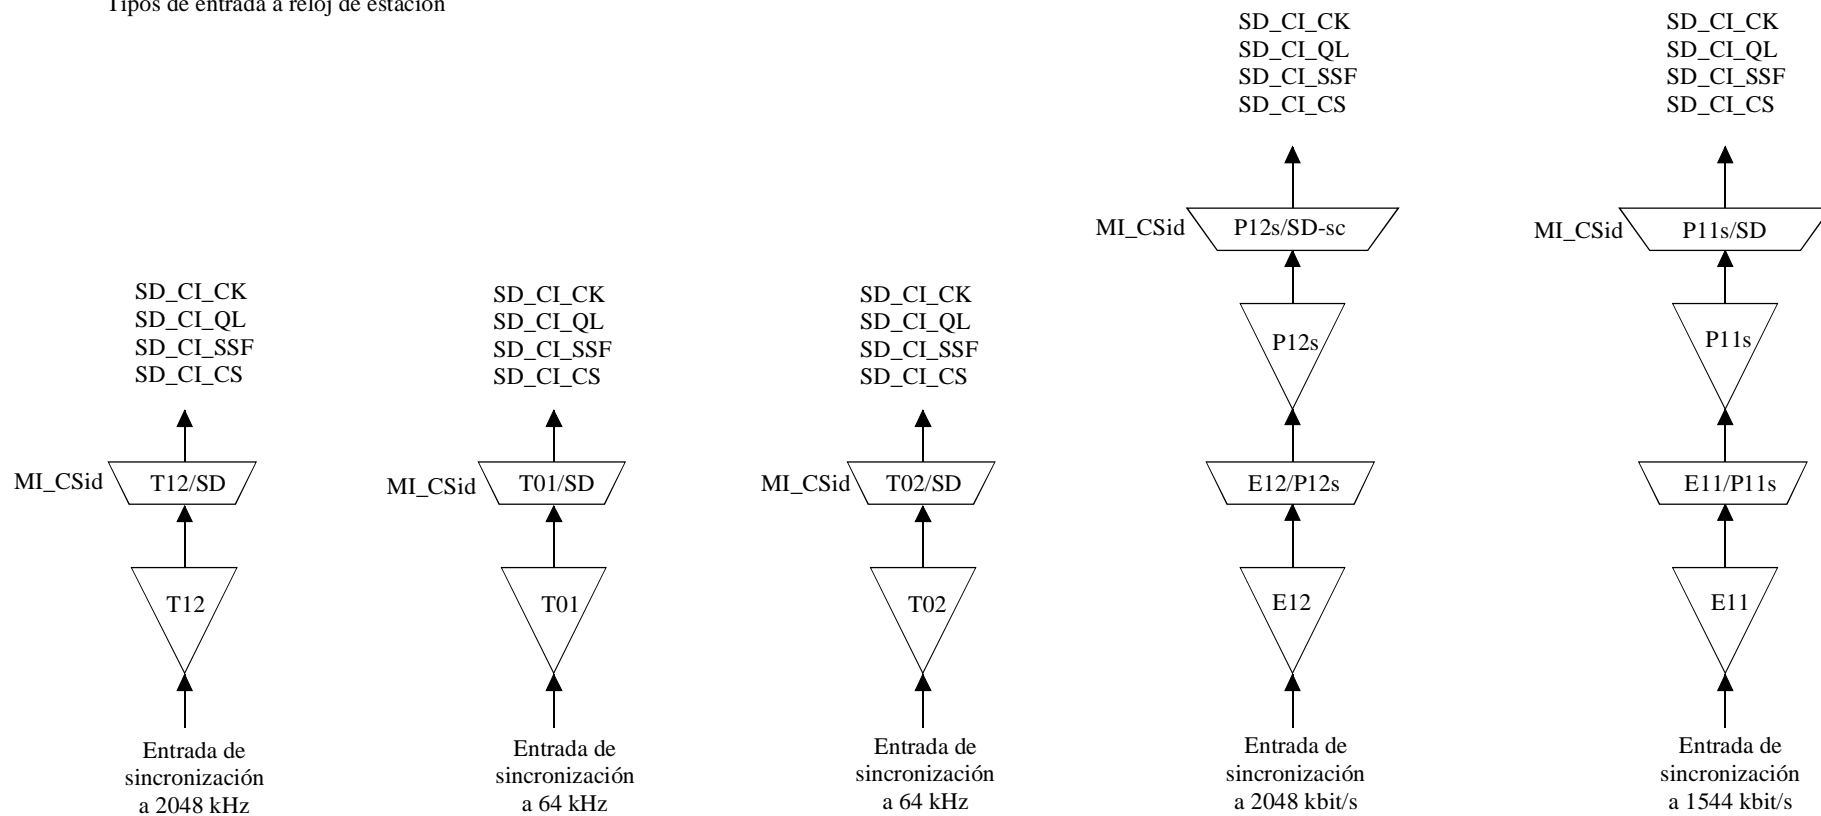 Tipos de entrada a reloj de estación
SD_CI_CK
SD_CI_QL
SD_CI_SSF
SD_CI_CS
MI_CSid
T12/SD
T12
Entrada de
sincronización
a 2048 kHz
SD_CI_CK
SD_CI_QL
SD_CI_SSF
SD_CI_CS
MI_CSid
T01/SD
T01
Entrada de
sincronización
a 64 kHz
SD_CI_CK
SD_CI_QL
SD_CI_SSF
SD_CI_CS
MI_CSid
T02/SD
T02
Entrada de
sincronización
a 64 kHz
SD_CI_CK
SD_CI_QL
SD_CI_SSF
SD_CI_CS
MI_CSid
P12s/SD-sc
P12s
E12/P12s
E12
Entrada de
sincronización
a 2048 kbit/s
SD_CI_CK
SD_CI_QL
SD_CI_SSF
SD_CI_CS
MI_CSid
P11s/SD
P11s
E11/P11s
E11
Entrada de
sincronización
a 1544 kbit/s